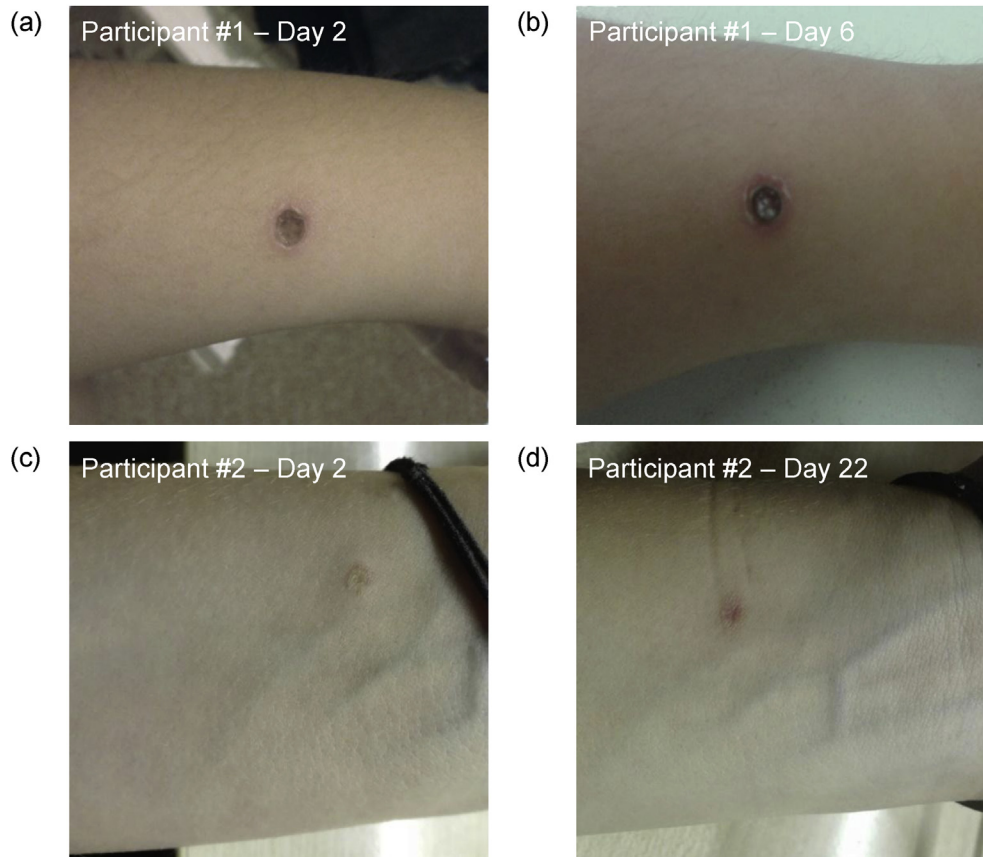 (a) Participant #1 – Day 2
(b) Participant #1 – Day 6
(c) Participant #2 – Day 2
(d) Participant #2 – Day 22